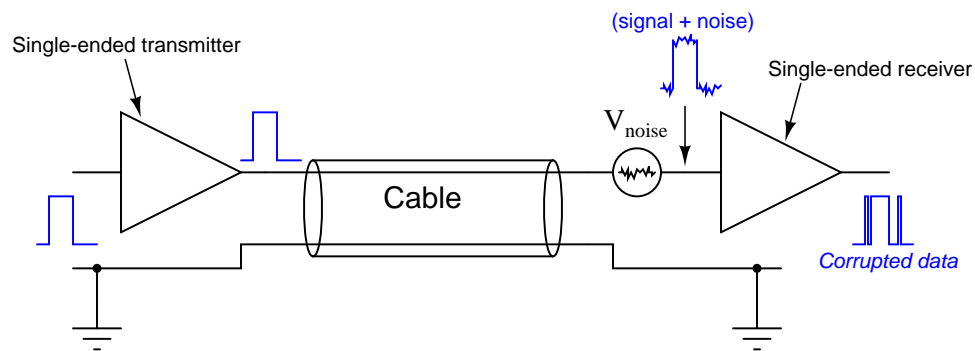 (signal + noise)
Single-ended transmitter
Single-ended receiver
Vnoise
Cable
Corrupted data